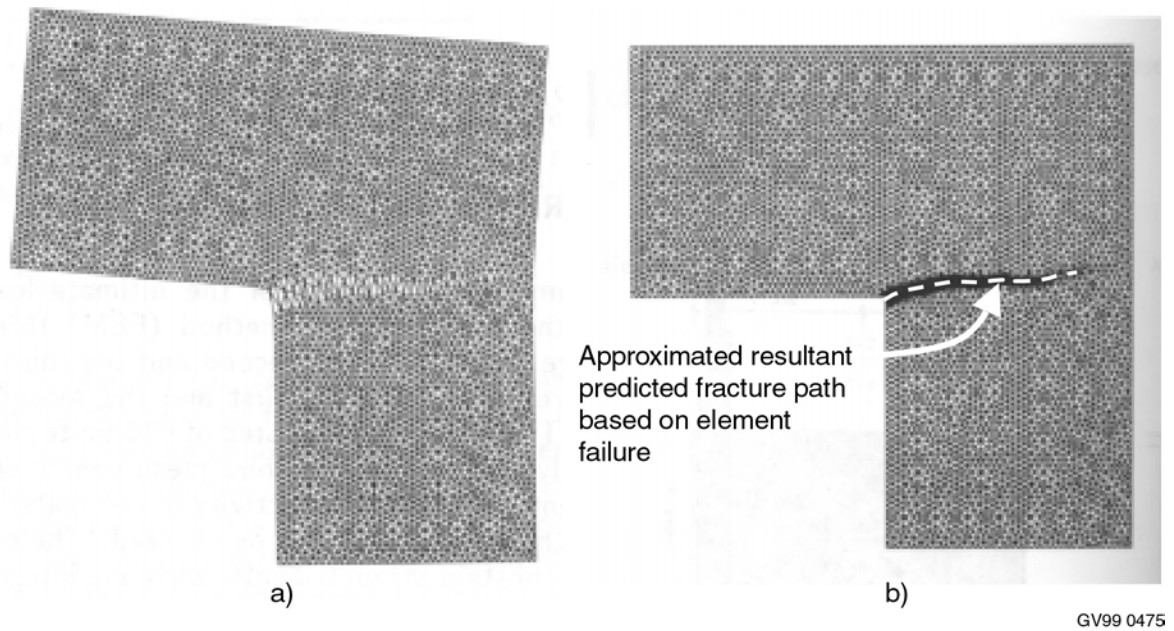 Approximated resultant
predicted fracture path
based on element
failure
a)
b)
GV99 0475